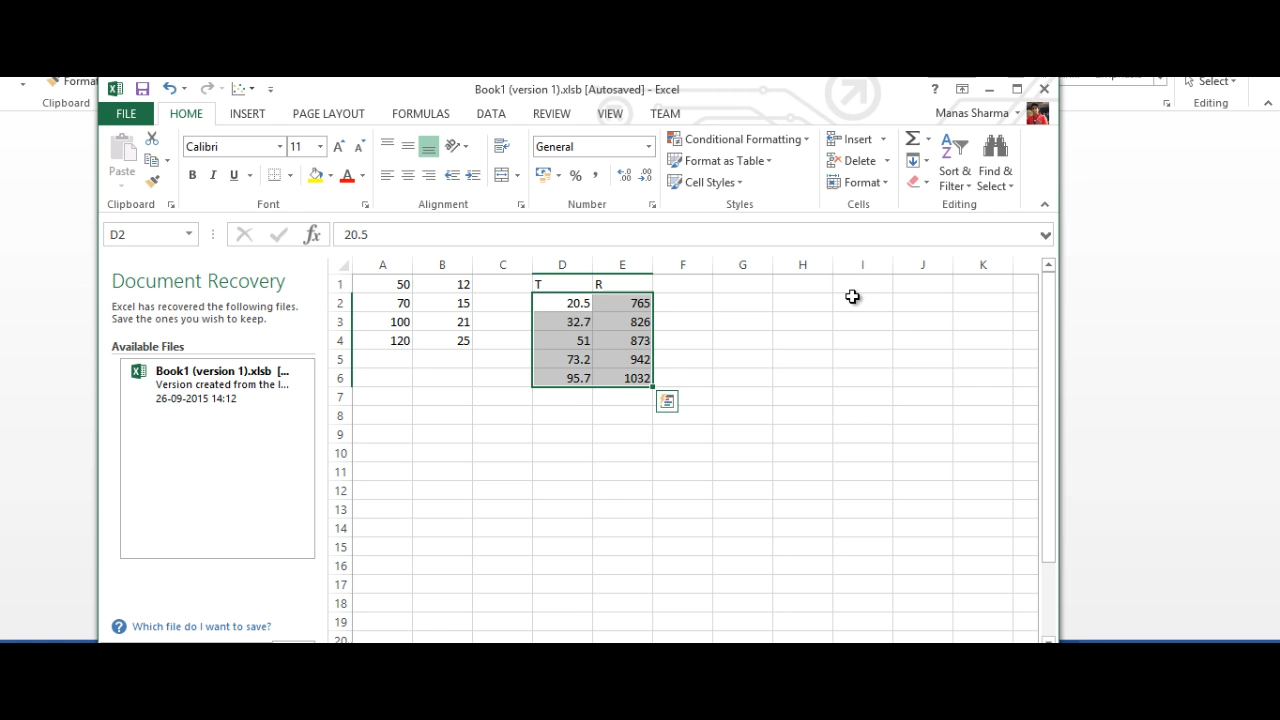 Book1 (version 1).xlsb [Autosaved] - Excel
Format
Clipboard
Select
Editing
FILE HOME INSERT PAGE LAYOUT FORMULAS DATA REVIEW VIEW TEAM Manas Sharma
Paste
Calibri 11
B I U
General
Conditional Formatting
Format as Table
Cell Styles
Insert
Delete
Format
Sort & Filter
Find & Select
Clipboard Font Alignment Number Styles Cells Editing
D2 fx 20.5
Document Recovery
Excel has recovered the following files.
Save the ones you wish to keep.
Available Files
Book1 (version 1).xlsb [...
Version created from the l...
26-09-2015 14:12
Which file do I want to save?
A B C D E F G H I J K
1 50 12 T R
2 70 15 20.5 765
3 100 21 32.7 826
4 120 25 51 873
5 73.2 942
6 95.7 1032
7
8
9
10
11
12
13
14
15
16
17
18
19
20